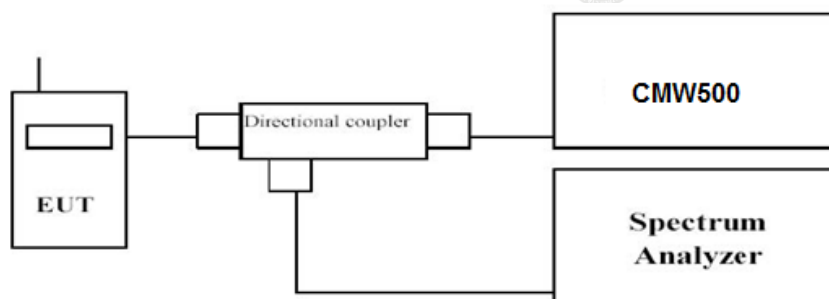 EUT
Directional coupler
CMW500
Spectrum
Analyzer